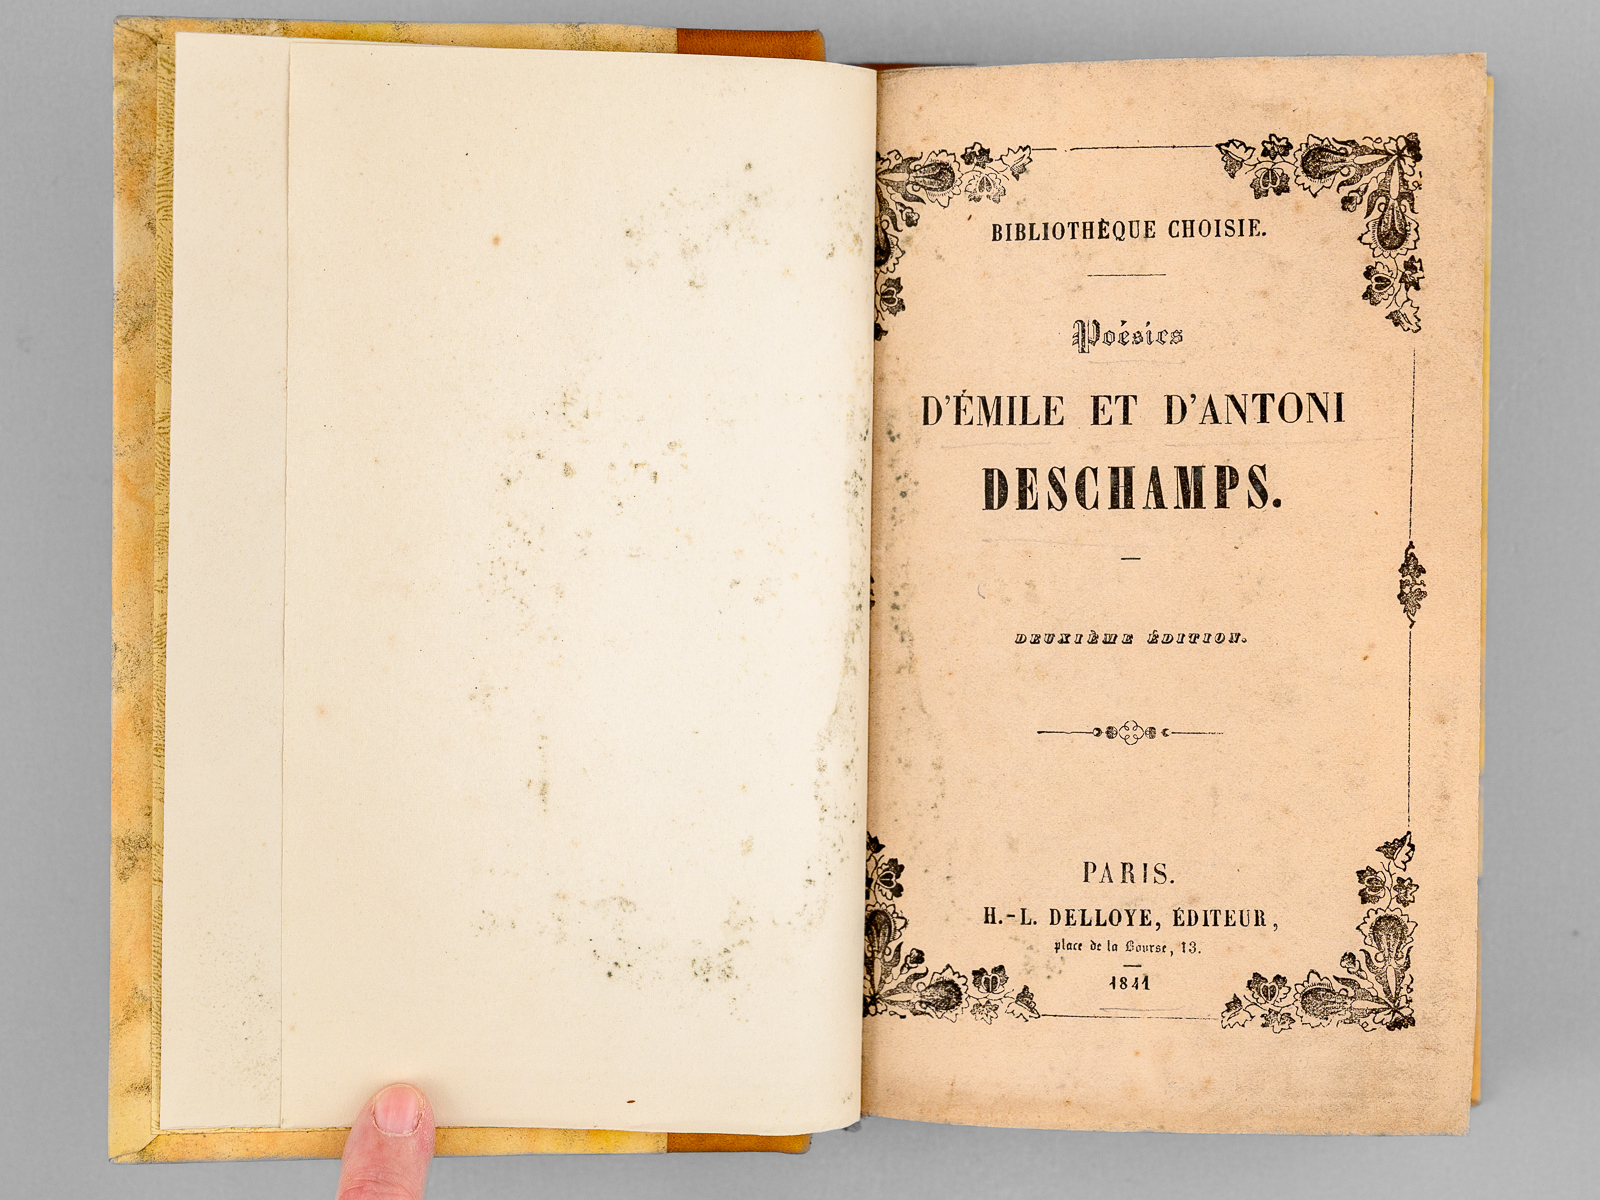 BIBLIOTHÈQUE CHOISIE.
Poésies
D'ÉMILE ET D'ANTONI
DESCHAMPS.
DEUXIÈME ÉDITION.
PARIS.
H.-L. DELLOYE, ÉDITEUR,
place de la Bourse, 13.
1841